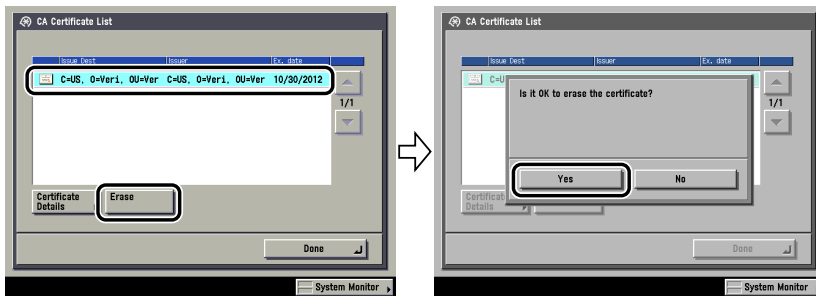 CA Certificate List
Issue Dest Issuer Ex. date
C=US, O=Veri, OU=Ver C=US, O=Veri, OU=Ver 10/30/2012
1/1
Certificate Details
Erase
Done
System Monitor
CA Certificate List
Issue Dest Issuer Ex. date
C=U
Is it OK to erase the certificate?
1/1
Yes No
Certificat
Details
Done
System Monitor